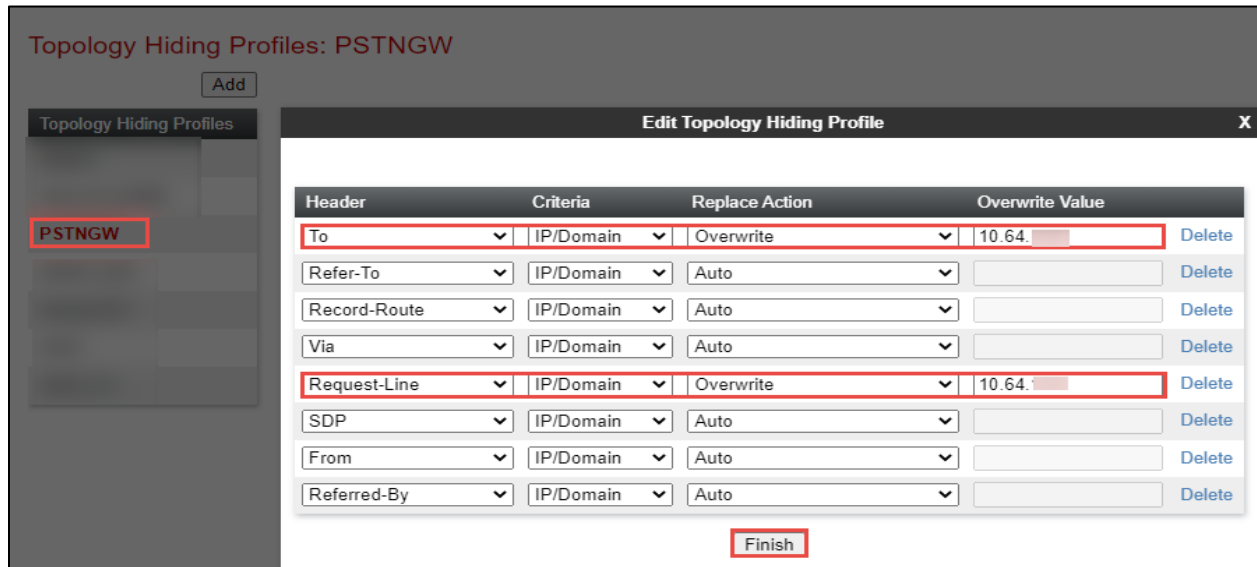 Topology Hiding Profiles: PSTNGW
Add
Topology Hiding Profiles
PSTNGW
Edit Topology Hiding Profile X
Header Criteria Replace Action Overwrite Value
To IP/Domain Overwrite 10.64. Delete
Refer-To IP/Domain Auto Delete
Record-Route IP/Domain Auto Delete
Via IP/Domain Auto Delete
Request-Line IP/Domain Overwrite 10.64. Delete
SDP IP/Domain Auto Delete
From IP/Domain Auto Delete
Referred-By IP/Domain Auto Delete
Finish